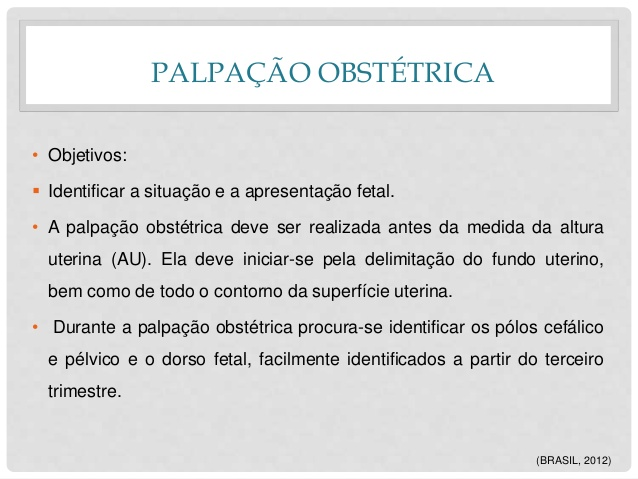 PALPAÇÃO OBSTÉTRICA
• Objetivos:
▪ Identificar a situação e a apresentação fetal.
• A palpação obstétrica deve ser realizada antes da medida da altura
uterina (AU). Ela deve iniciar-se pela delimitação do fundo uterino,
bem como de todo o contorno da superfície uterina.
• Durante a palpação obstétrica procura-se identificar os pólos cefálico
e pélvico e o dorso fetal, facilmente identificados a partir do terceiro
trimestre.
(BRASIL, 2012)